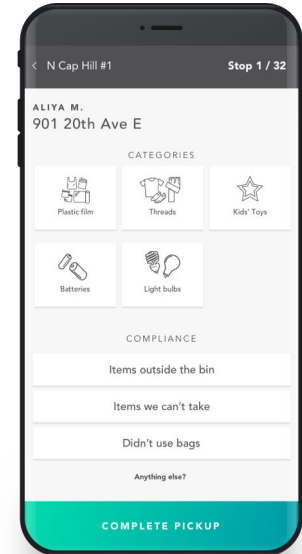 N Cap Hill #1 Stop 1 / 32
ALIYA M.
901 20th Ave E
CATEGORIES
Plastic film Threads Kids' Toys
Batteries Light bulbs
COMPLIANCE
Items outside the bin
Items we can't take
Didn't use bags
Anything else?
COMPLETE PICKUP